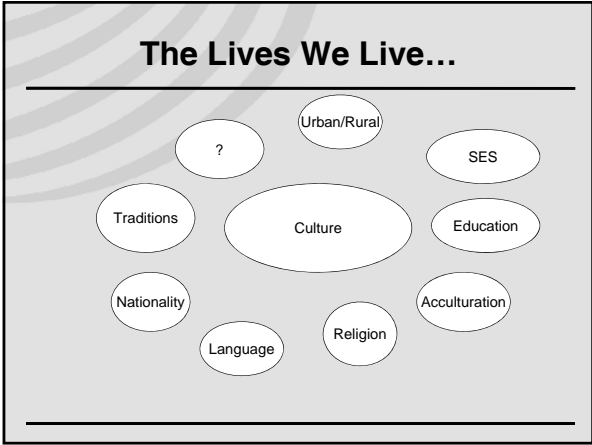 The Lives We Live…
Urban/Rural
?
SES
Traditions
Culture
Education
Nationality
Acculturation
Religion
Language